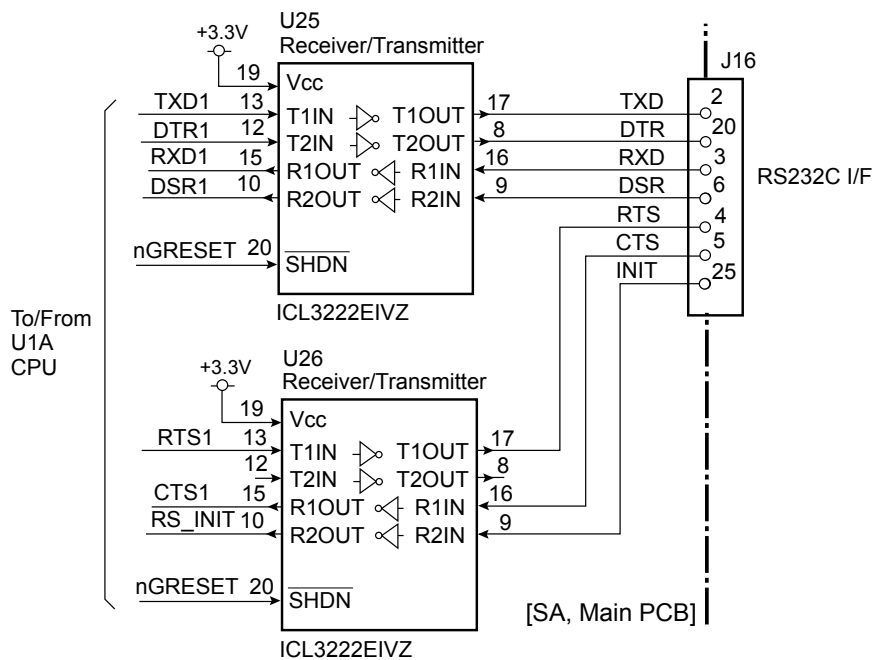 U25
Receiver/Transmitter
+3.3V
J16
19 Vcc
TXD1 13 T1IN T1OUT 17 TXD 2
DTR1 12 T2IN T2OUT 8 DTR 20
RXD1 15 R1OUT R1IN 16 RXD 3
DSR1 10 R2OUT R2IN 9 DSR 6
RS232C I/F
RTS 4
CTS 5
INIT 25
nGRESET 20 SHDN
ICL3222EIVZ
To/From
U1A
CPU
U26
Receiver/Transmitter
+3.3V
19 Vcc
RTS1 13 T1IN T1OUT 17
12 T2IN T2OUT 8
CTS1 15 R1OUT R1IN 16
RS_INIT 10 R2OUT R2IN 9
nGRESET 20 SHDN
[SA, Main PCB]
ICL3222EIVZ